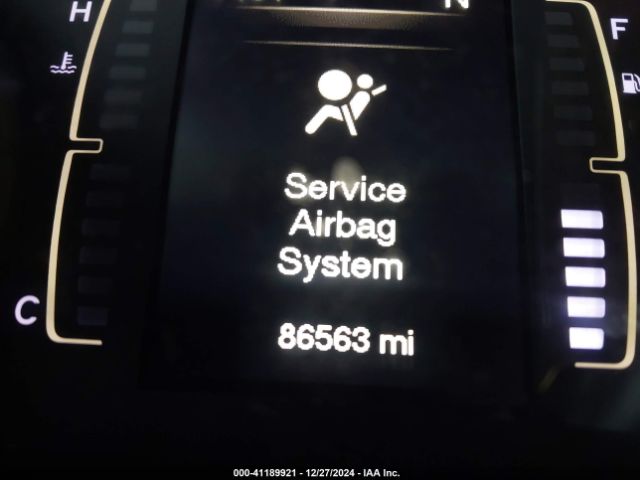 N
H
F
Service
Airbag
System
C
86563 mi
000-41189921 - 12/27/2024 - IAA Inc.